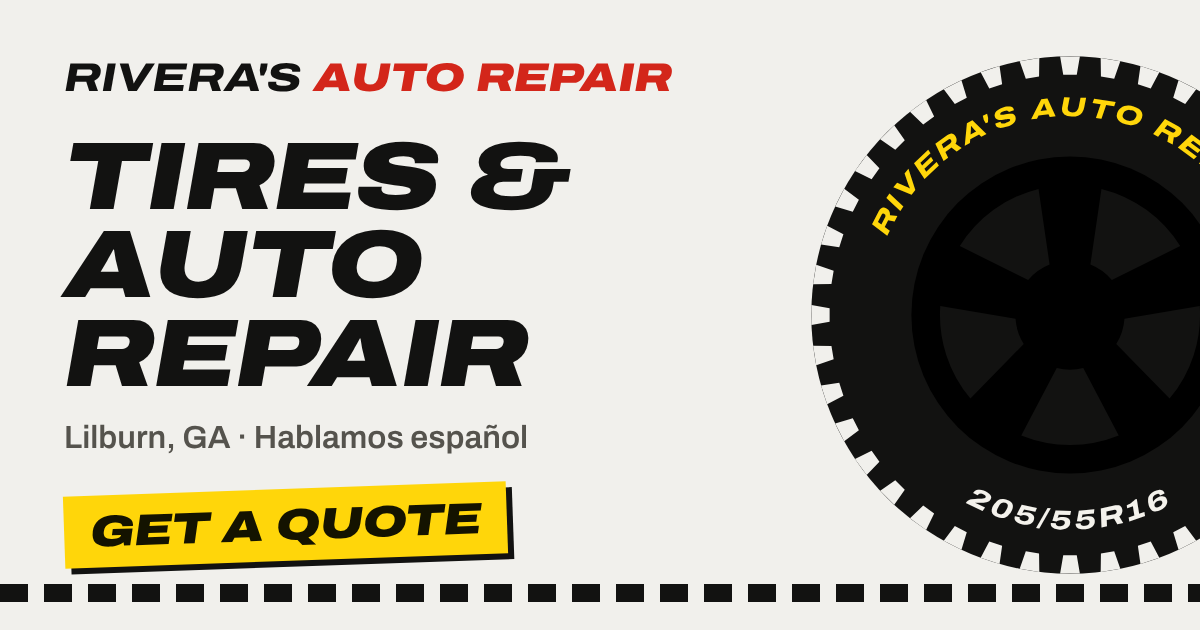 RIVERA'S AUTO REPAIR
TIRES &
AUTO
REPAIR
Lilburn, GA · Hablamos español
GET A QUOTE
RIVERA'S AUTO RE
205/55R16